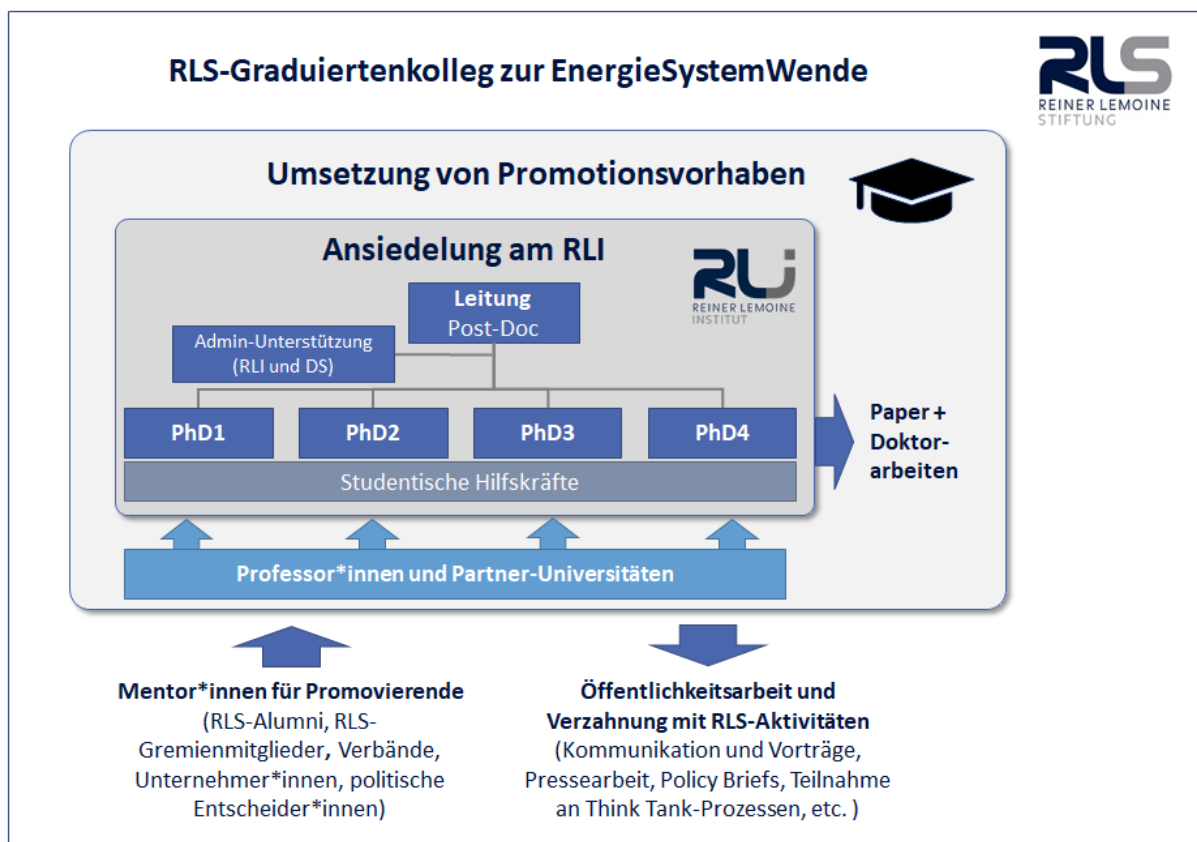 RLS-Graduiertenkolleg zur EnergieSystemWende
RLS
REINER LEMOINE
STIFTUNG
Umsetzung von Promotionsvorhaben
Ansiedelung am RLI
RLI
REINER LEMOINE
INSTITUT
Leitung
Post-Doc
Admin-Unterstützung
(RLI und DS)
PhD1
PhD2
PhD3
PhD4
Studentische Hilfskräfte
Paper +
Doktor-
arbeiten
Professor*innen und Partner-Universitäten
Mentor*innen für Promovierende
(RLS-Alumni, RLS-
Gremienmitglieder, Verbände,
Unternehmer*innen, politische
Entscheider*innen)
Öffentlichkeitsarbeit und
Verzahnung mit RLS-Aktivitäten
(Kommunikation und Vorträge,
Pressearbeit, Policy Briefs, Teilnahme
an Think Tank-Prozessen, etc. )